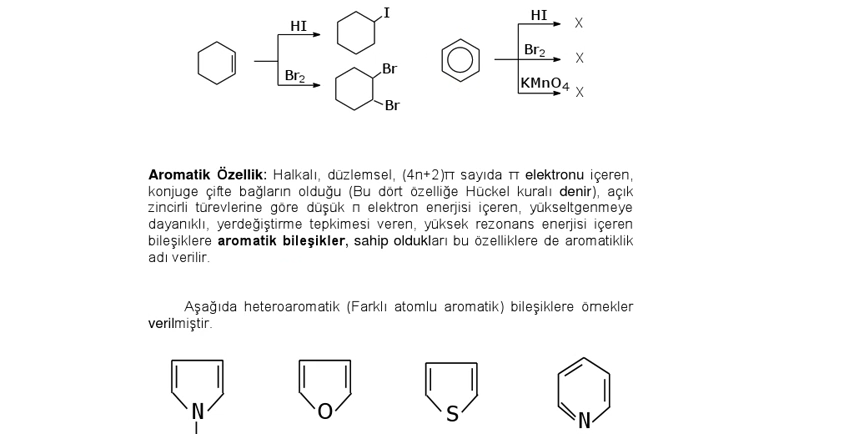 I
HI
Br₂
Br
Br
HI
X
Br₂
X
KMnO₄
X
Aromatik Özellik: Halkalı, düzlemsel, (4n+2)π sayıda π elektronu içeren,
konjuge çifte bağların olduğu (Bu dört özelliğe Hückel kuralı denir), açık
zincirli türevlerine göre düşük п elektron enerjisi içeren, yükseltgenmeye
dayanıklı, yerdeğiştirme tepkimesi veren, yüksek rezonans enerjisi içeren
bileşiklere aromatik bileşikler, sahip oldukları bu özelliklere de aromatiklik
adı verilir.
Aşağıda heteroaromatik (Farklı atomlu aromatik) bileşiklere örnekler
verilmiştir.
N O S N